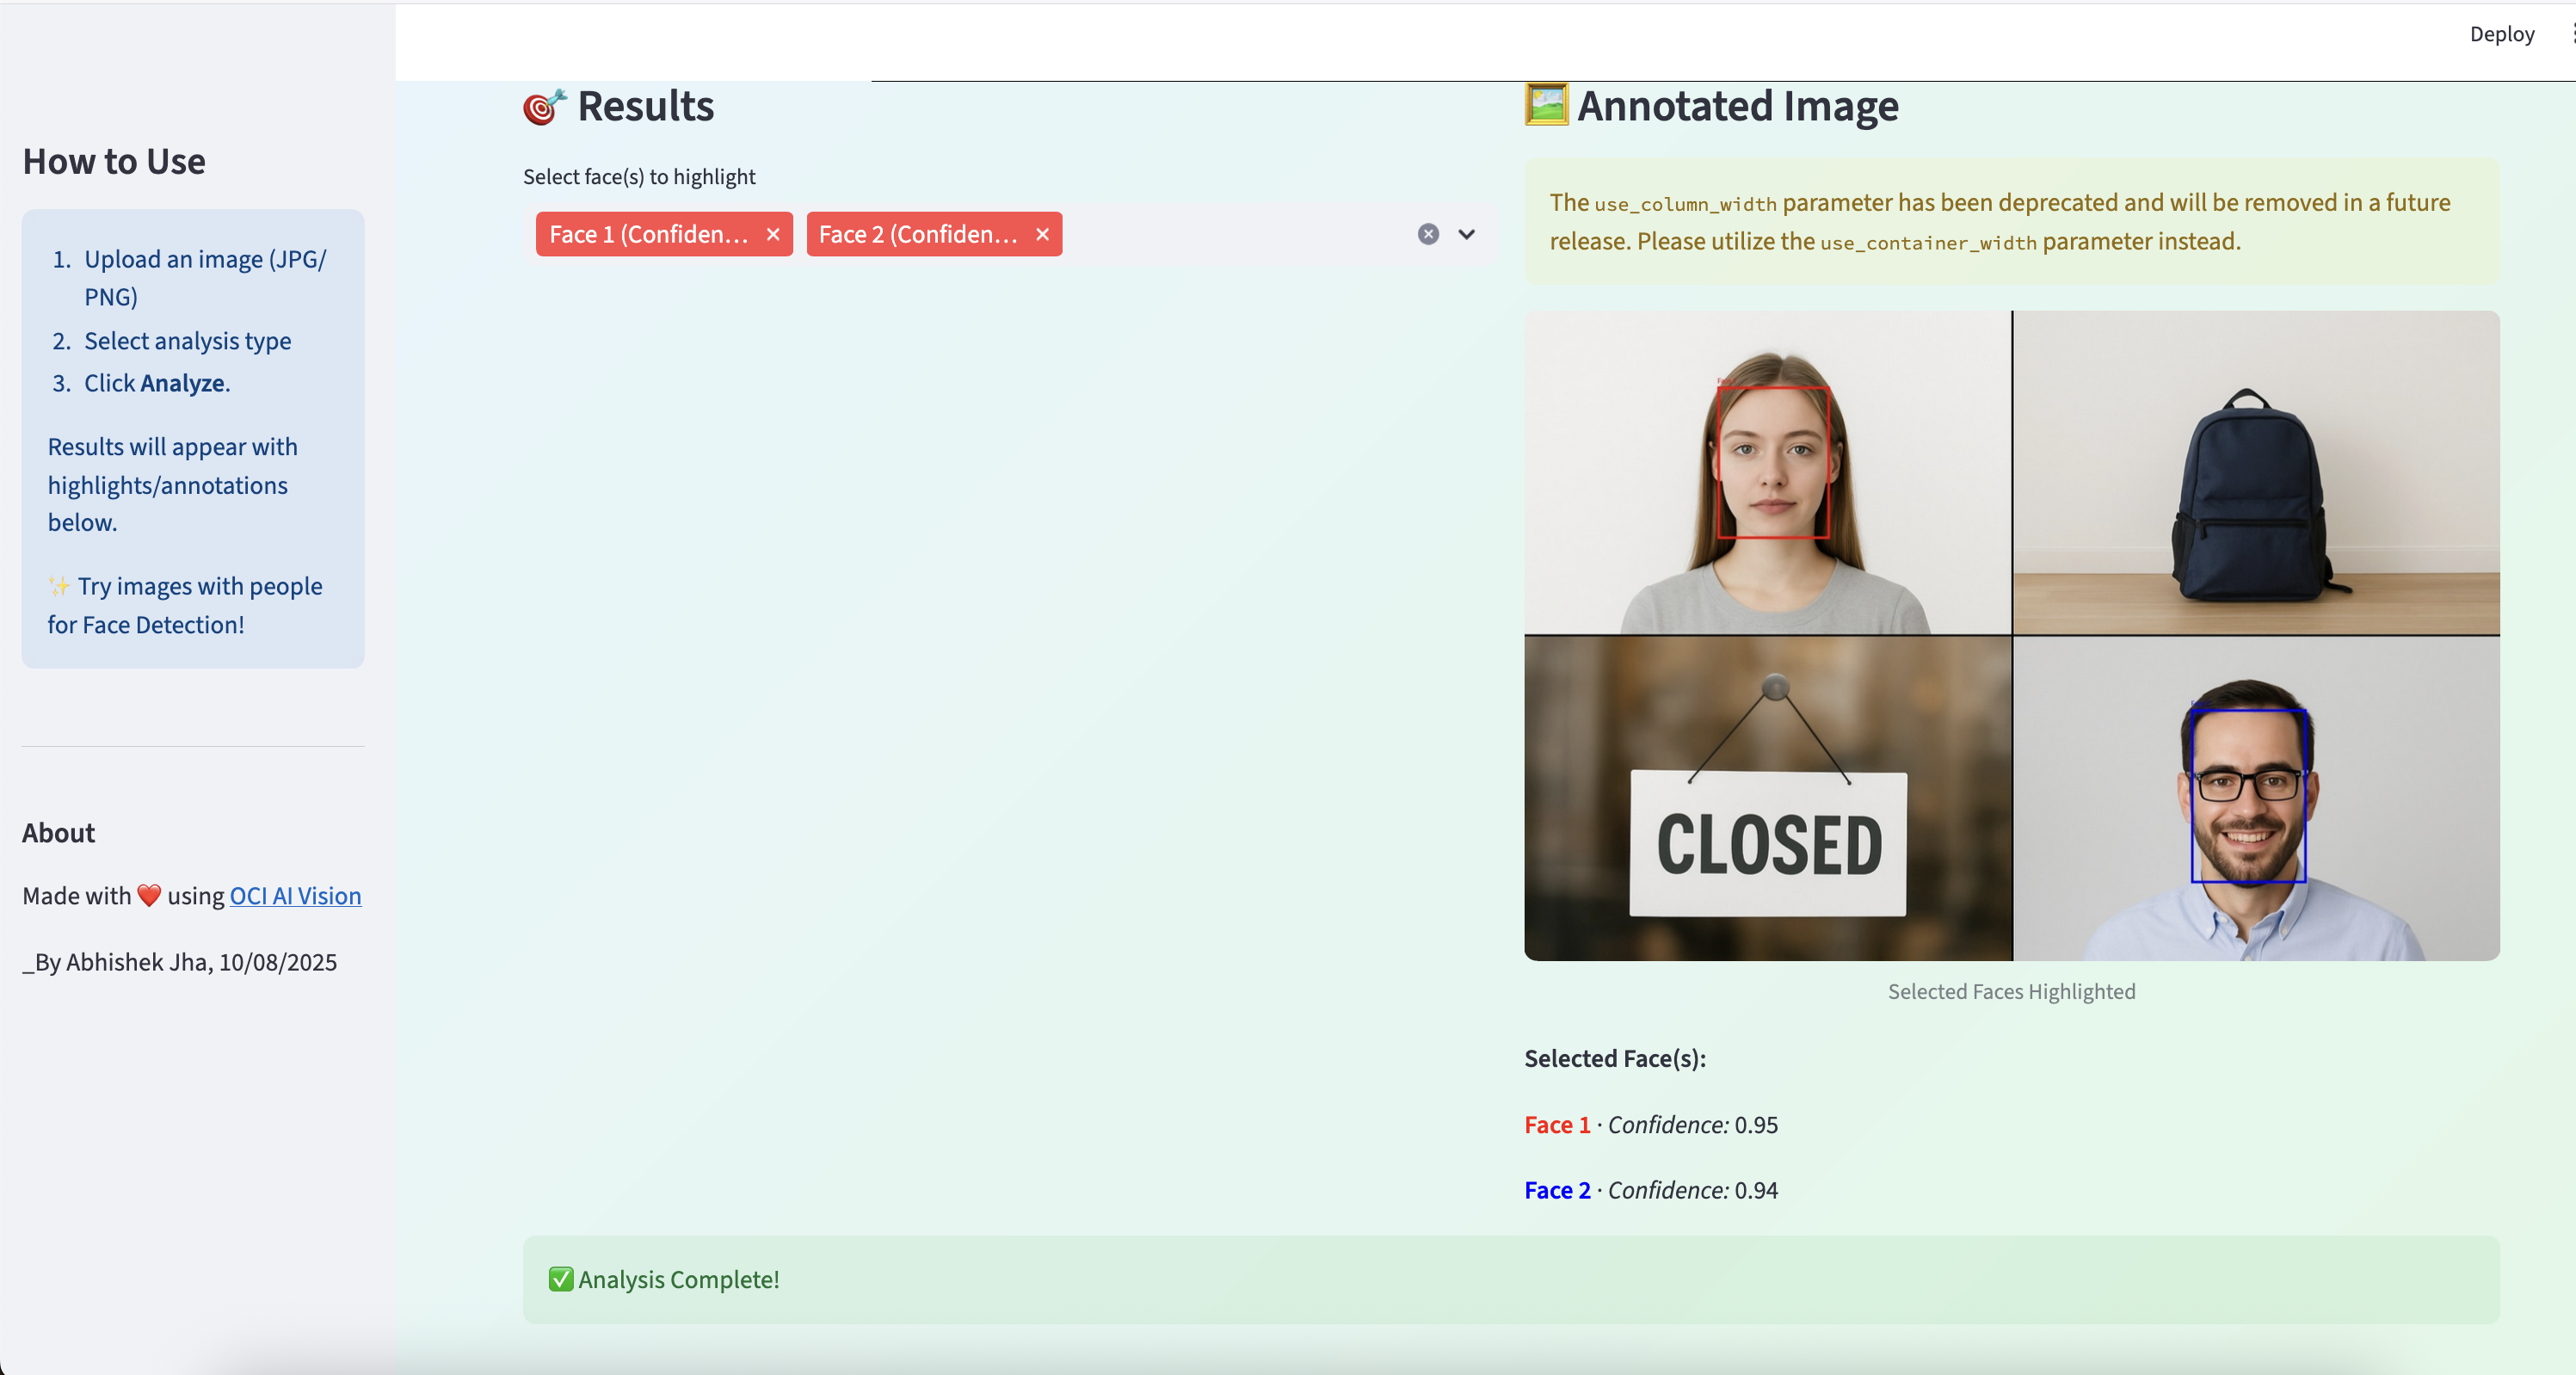 Deploy
How to Use
1. Upload an image (JPG/
PNG)
2. Select analysis type
3. Click Analyze.
Results will appear with
highlights/annotations
below.
✨ Try images with people
for Face Detection!
About
Made with ❤️ using OCI AI Vision
_By Abhishek Jha, 10/08/2025
🎯 Results
Select face(s) to highlight
Face 1 (Confiden... × Face 2 (Confiden... ×
🖼️ Annotated Image
The use_column_width parameter has been deprecated and will be removed in a future
release. Please utilize the use_container_width parameter instead.
CLOSED
Selected Faces Highlighted
Selected Face(s):
Face 1 · Confidence: 0.95
Face 2 · Confidence: 0.94
✅ Analysis Complete!